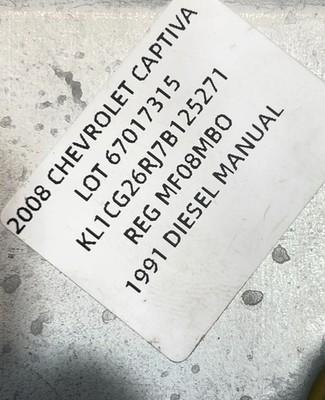 2008 CHEVROLET CAPTIVA
LOT 67017315
KL1CG26RJ7B125271
REG MF08MBO
1991 DIESEL MANUAL